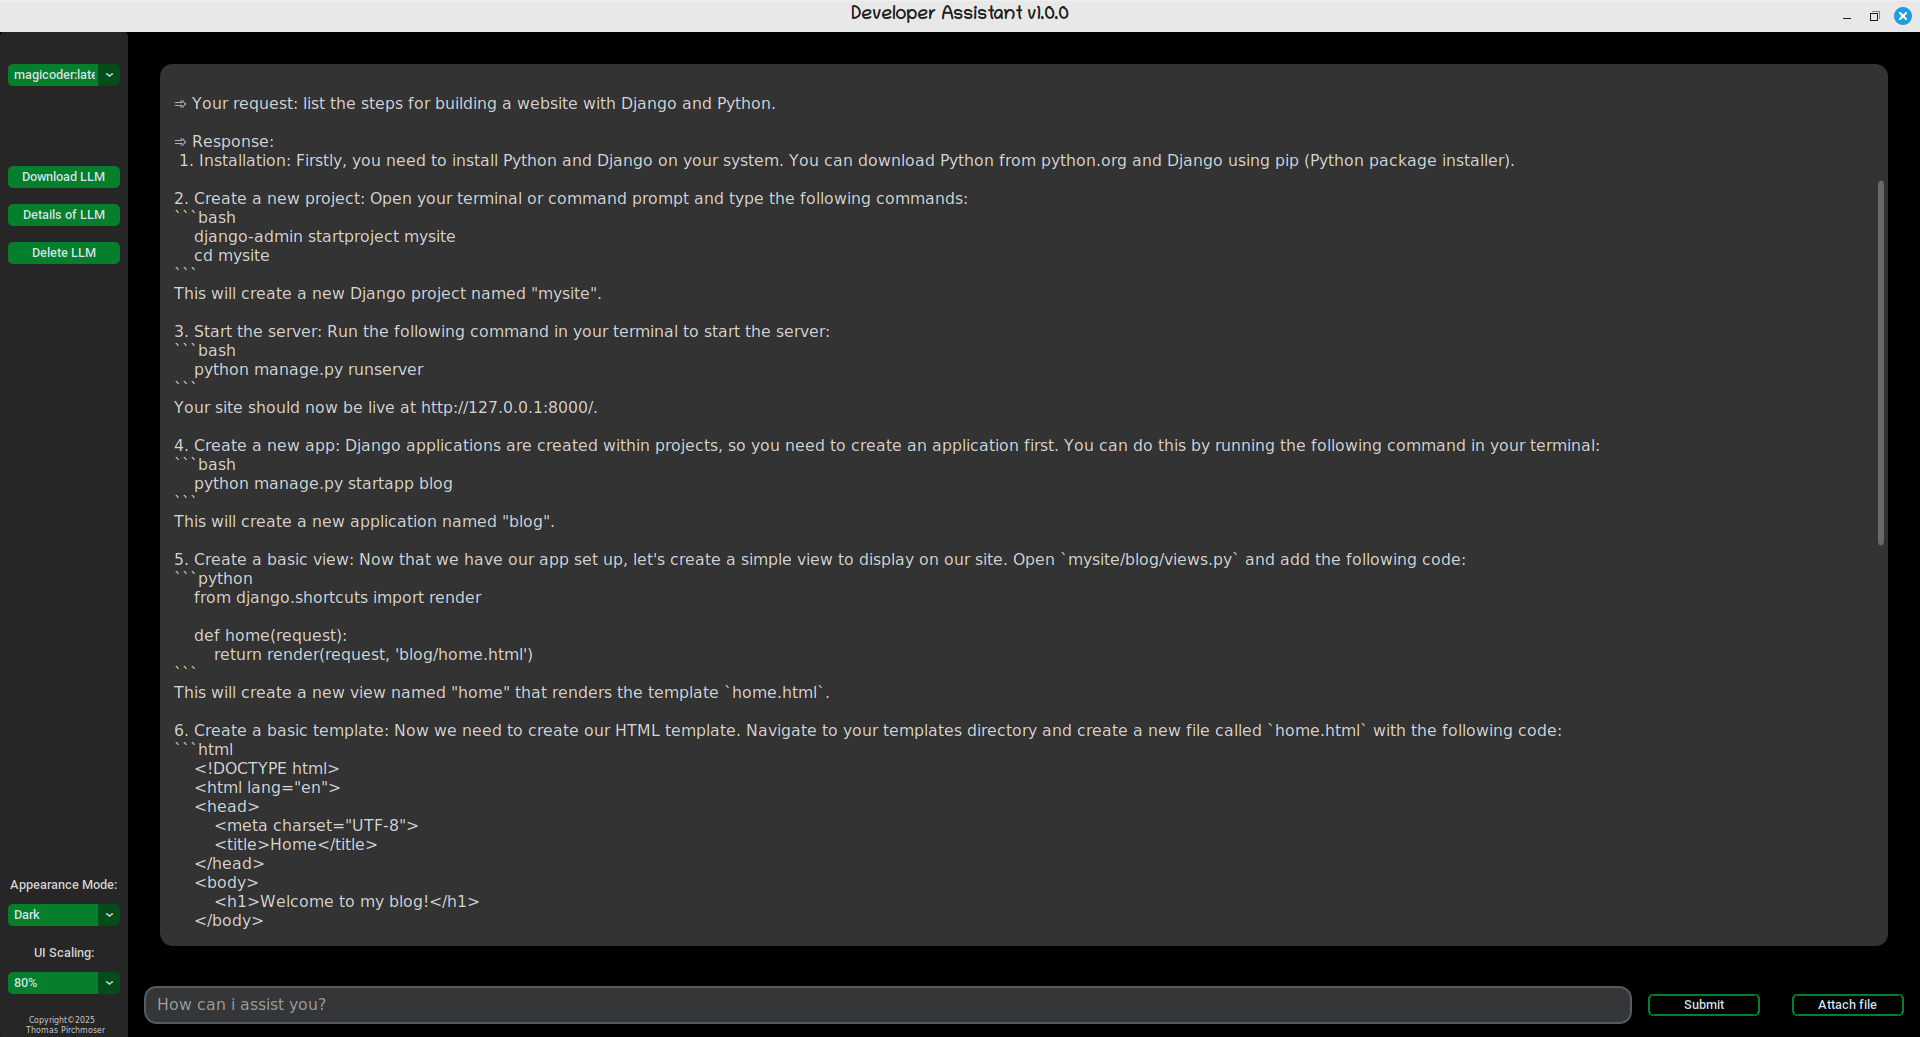 Developer Assistant v1.0.0
magicoder:late
Download LLM
Details of LLM
Delete LLM
Appearance Mode:
Dark
UI Scaling:
80%
Copyright©2025
Thomas Pirchmoser
➾ Your request: list the steps for building a website with Django and Python.
➾ Response:
1. Installation: Firstly, you need to install Python and Django on your system. You can download Python from python.org and Django using pip (Python package installer).
2. Create a new project: Open your terminal or command prompt and type the following commands:
```bash
django-admin startproject mysite
cd mysite
```
This will create a new Django project named "mysite".
3. Start the server: Run the following command in your terminal to start the server:
```bash
python manage.py runserver
```
Your site should now be live at http://127.0.0.1:8000/.
4. Create a new app: Django applications are created within projects, so you need to create an application first. You can do this by running the following command in your terminal:
```bash
python manage.py startapp blog
```
This will create a new application named "blog".
5. Create a basic view: Now that we have our app set up, let's create a simple view to display on our site. Open `mysite/blog/views.py` and add the following code:
```python
from django.shortcuts import render
def home(request):
return render(request, 'blog/home.html')
```
This will create a new view named "home" that renders the template `home.html`.
6. Create a basic template: Now we need to create our HTML template. Navigate to your templates directory and create a new file called `home.html` with the following code:
```html
<!DOCTYPE html>
<html lang="en">
<head>
<meta charset="UTF-8">
<title>Home</title>
</head>
<body>
<h1>Welcome to my blog!</h1>
</body>
How can i assist you?
Submit
Attach file